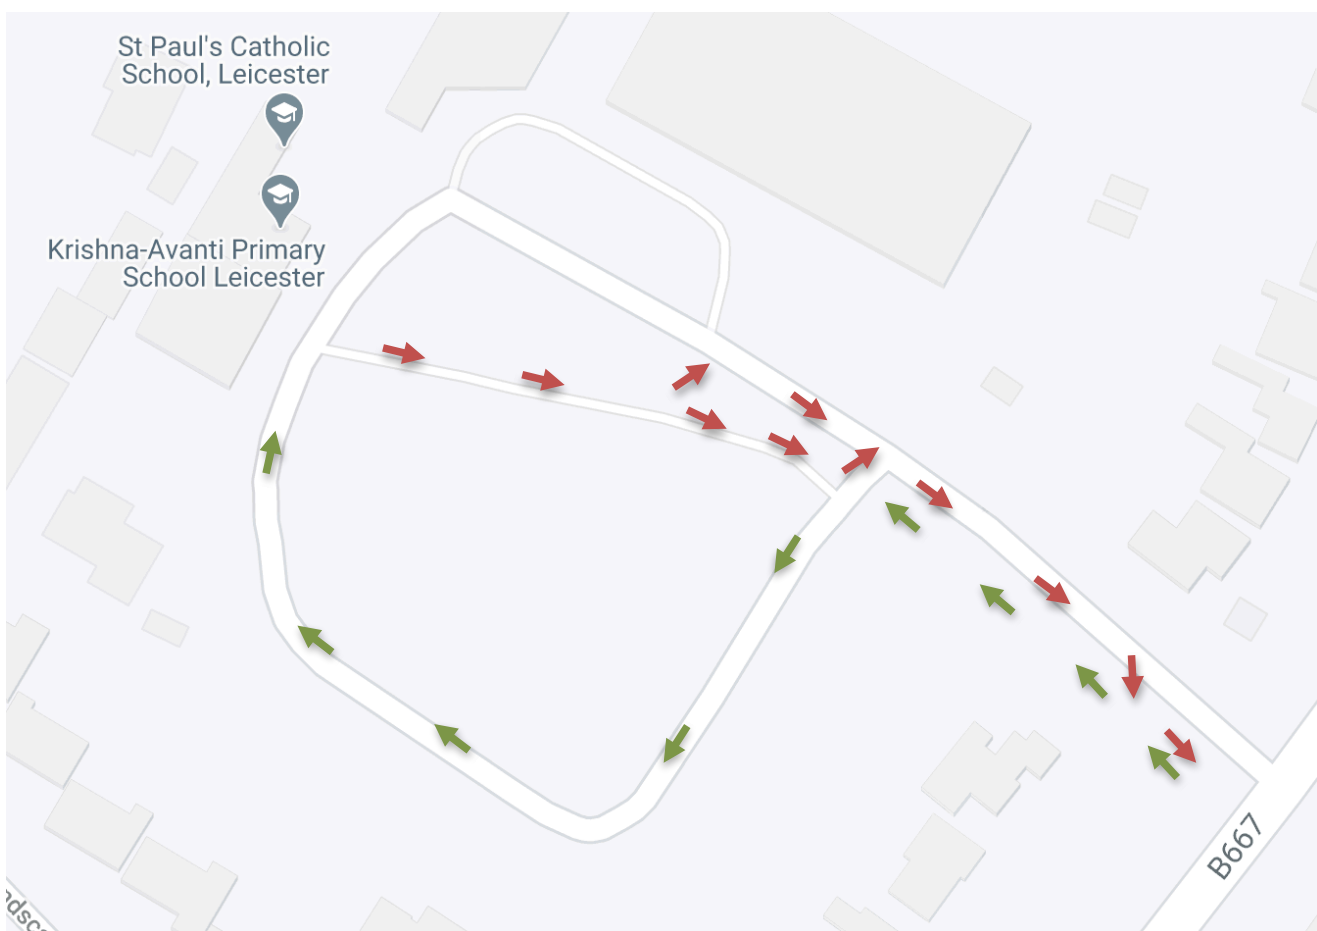 St Paul's Catholic
School, Leicester
Krishna-Avanti Primary
School Leicester
B667